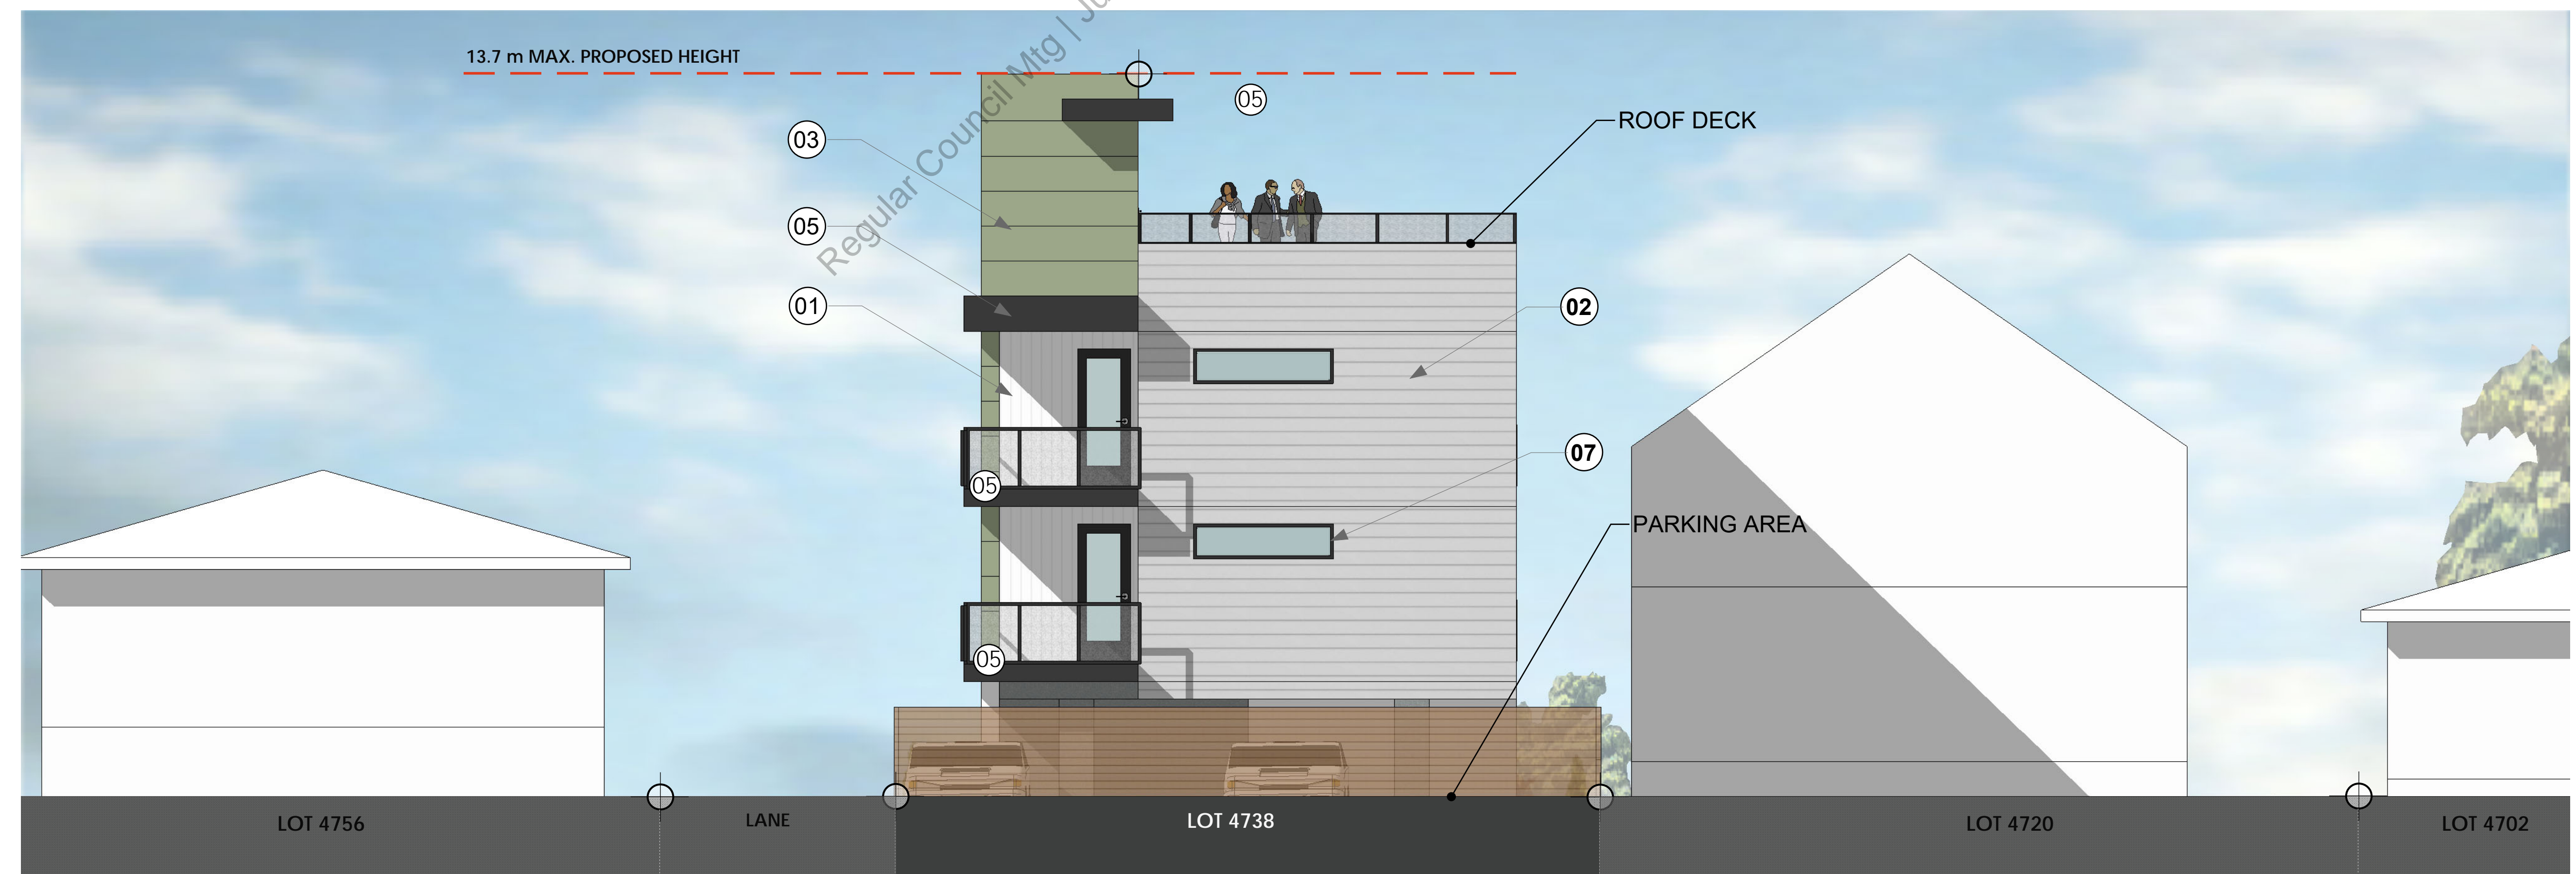 13.7 m MAX. PROPOSED HEIGHT
Regular Council Mtg |
05
ROOF DECK
03
05
01
02
07
05
PARKING AREA
05
LOT 4756
LANE
LOT 4738
LOT 4720
LOT 4702